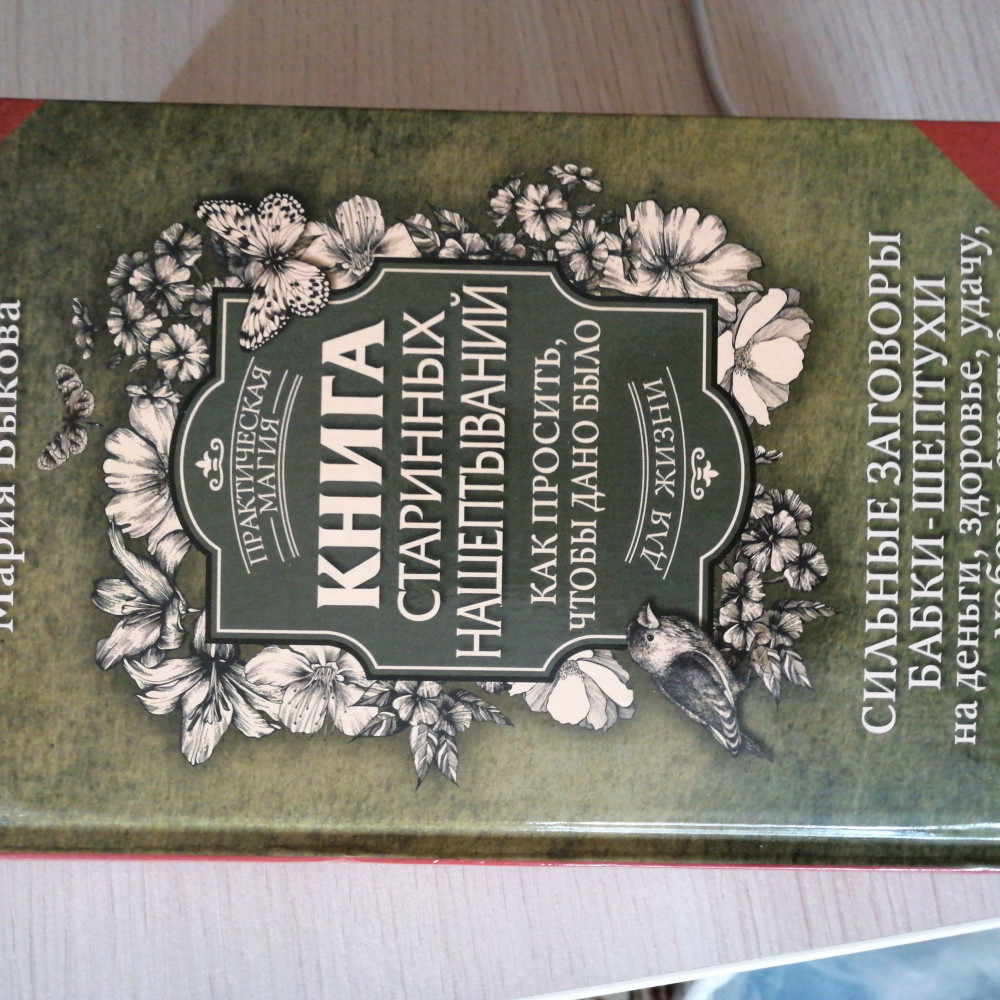 Мария Быкова
ПРАКТИЧЕСКАЯ
МАГИЯ
КНИГА
СТАРИННЫХ
НАШЕПТЫВАНИЙ
КАК ПРОСИТЬ,
ЧТОБЫ ДАНО БЫЛО
ДЛЯ ЖИЗНИ
СИЛЬНЫЕ ЗАГОВОРЫ
БАБКИ-ШЕПТУХИ
на деньги, здоровье, удачу,